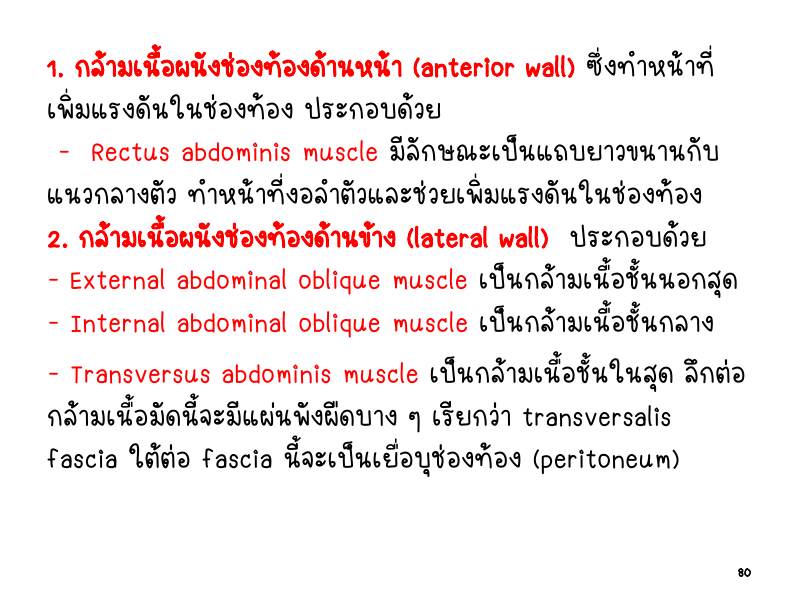 1. กล้ามเนื้อผนังช่องท้องด้านหน้า (anterior wall) ซึ่งทำหน้าที่
เพิ่มแรงดันในช่องท้อง ประกอบด้วย
- Rectus abdominis muscle มีลักษณะเป็นแถบยาวขนานกับ
แนวกลางตัว ทำหน้าที่งอลำตัวและช่วยเพิ่มแรงดันในช่องท้อง
2. กล้ามเนื้อผนังช่องท้องด้านข้าง (lateral wall) ประกอบด้วย
- External abdominal oblique muscle เป็นกล้ามเนื้อชั้นนอกสุด
- Internal abdominal oblique muscle เป็นกล้ามเนื้อชั้นกลาง
- Transversus abdominis muscle เป็นกล้ามเนื้อชั้นในสุด ลึกต่อ
กล้ามเนื้อมัดนี้จะมีแผ่นพังผืดบาง ๆ เรียกว่า transversalis
fascia ใต้ต่อ fascia นี้จะเป็นเยื่อบุช่องท้อง (peritoneum)
80